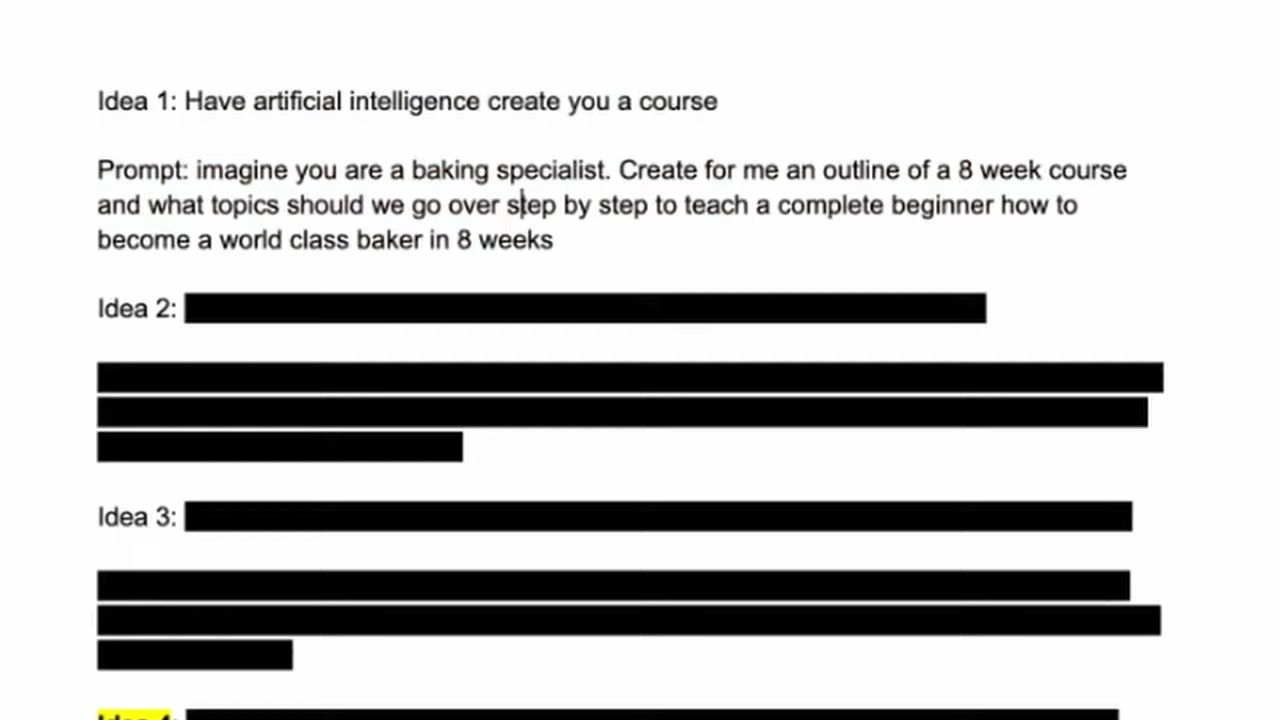 Idea 1: Have artificial intelligence create you a course
Prompt: imagine you are a baking specialist. Create for me an outline of a 8 week course
and what topics should we go over step by step to teach a complete beginner how to
become a world class baker in 8 weeks
Idea 2:
Idea 3:
Idea 4: